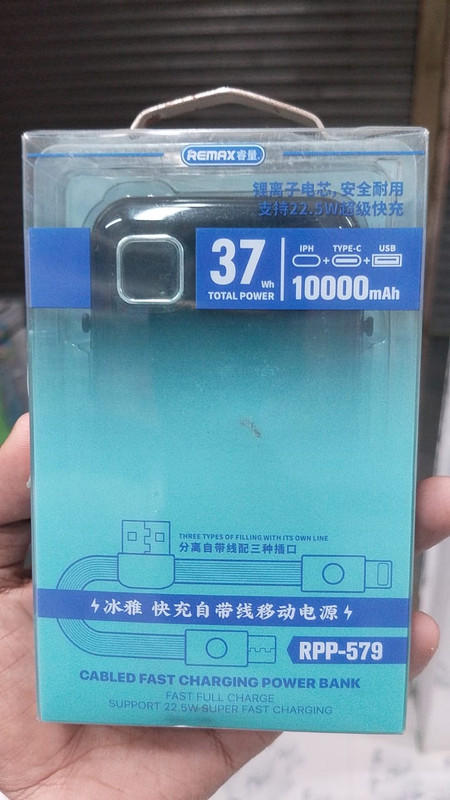 REMAX睿量
锂离子电芯,安全耐用
支持22.5W超级快充
37Wh
TOTAL POWER
IPH + TYPE-C + USB
10000mAh
THREE TYPES OF FILLING WITH ITS OWN LINE
分离自带线配三种插口
冰雅 快充自带线移动电源
RPP-579
CABLED FAST CHARGING POWER BANK
FAST FULL CHARGE
SUPPORT 22.5W SUPER FAST CHARGING